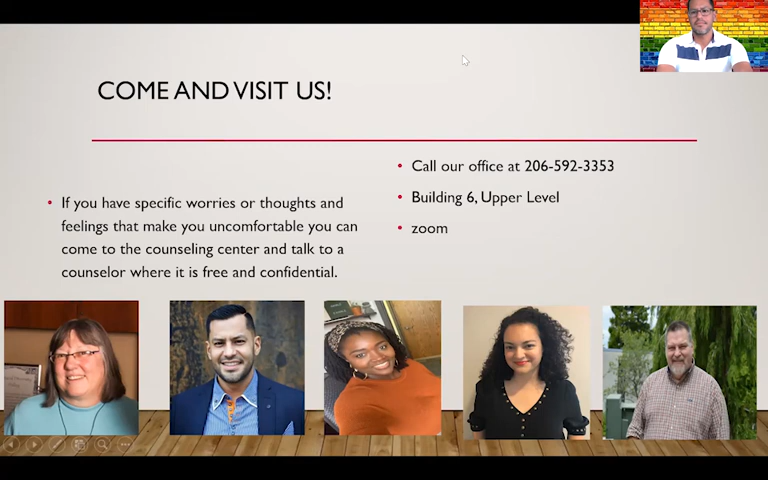 COME AND VISIT US!
If you have specific worries or thoughts and
feelings that make you uncomfortable you can
come to the counseling center and talk to a
counselor where it is free and confidential.
Call our office at 206-592-3353
Building 6, Upper Level
zoom